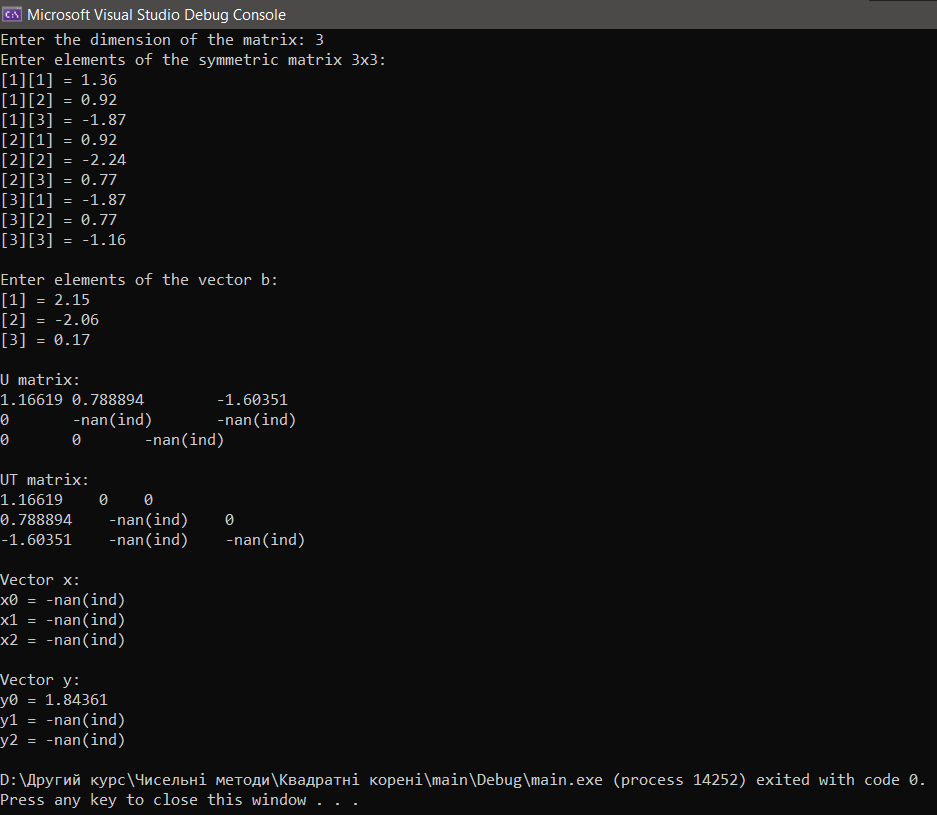 Microsoft Visual Studio Debug Console
Enter the dimension of the matrix: 3
Enter elements of the symmetric matrix 3x3:
[1][1] = 1.36
[1][2] = 0.92
[1][3] = -1.87
[2][1] = 0.92
[2][2] = -2.24
[2][3] = 0.77
[3][1] = -1.87
[3][2] = 0.77
[3][3] = -1.16
Enter elements of the vector b:
[1] = 2.15
[2] = -2.06
[3] = 0.17
U matrix:
1.16619 0.788894        -1.60351
0       -nan(ind)       -nan(ind)
0       0       -nan(ind)
UT matrix:
1.16619    0    0
0.788894    -nan(ind)    0
-1.60351    -nan(ind)    -nan(ind)
Vector x:
x0 = -nan(ind)
x1 = -nan(ind)
x2 = -nan(ind)
Vector y:
y0 = 1.84361
y1 = -nan(ind)
y2 = -nan(ind)
D:\Другий курс\Чисельні методи\Квадратні корені\main\Debug\main.exe (process 14252) exited with code 0.
Press any key to close this window . . .